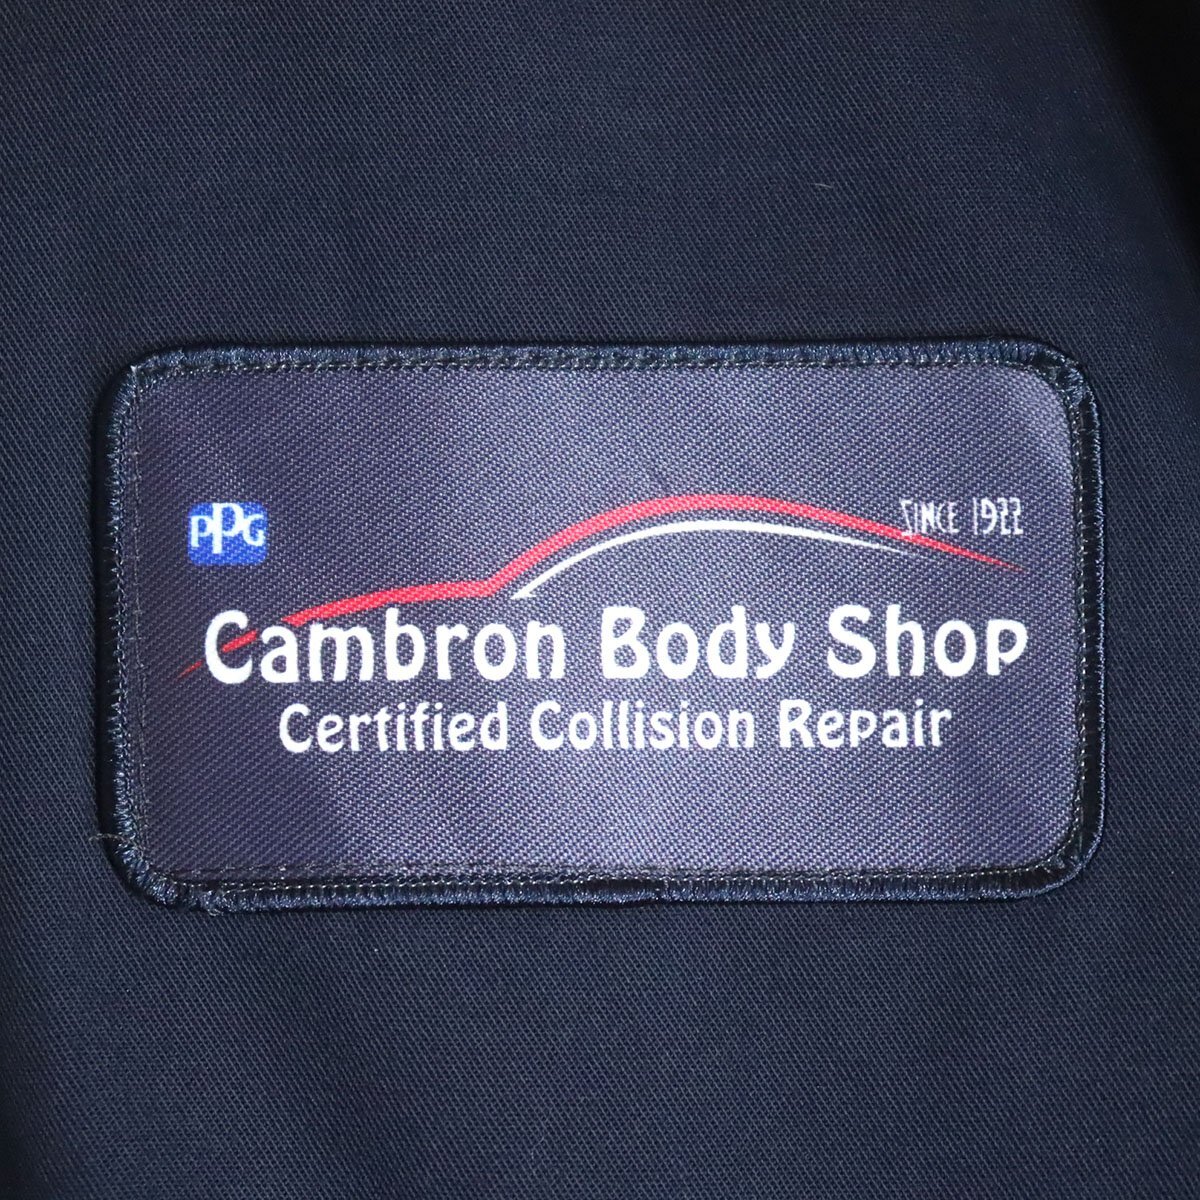 PPG
SINCE 1922
Cambron Body Shop
Certified Collision Repair